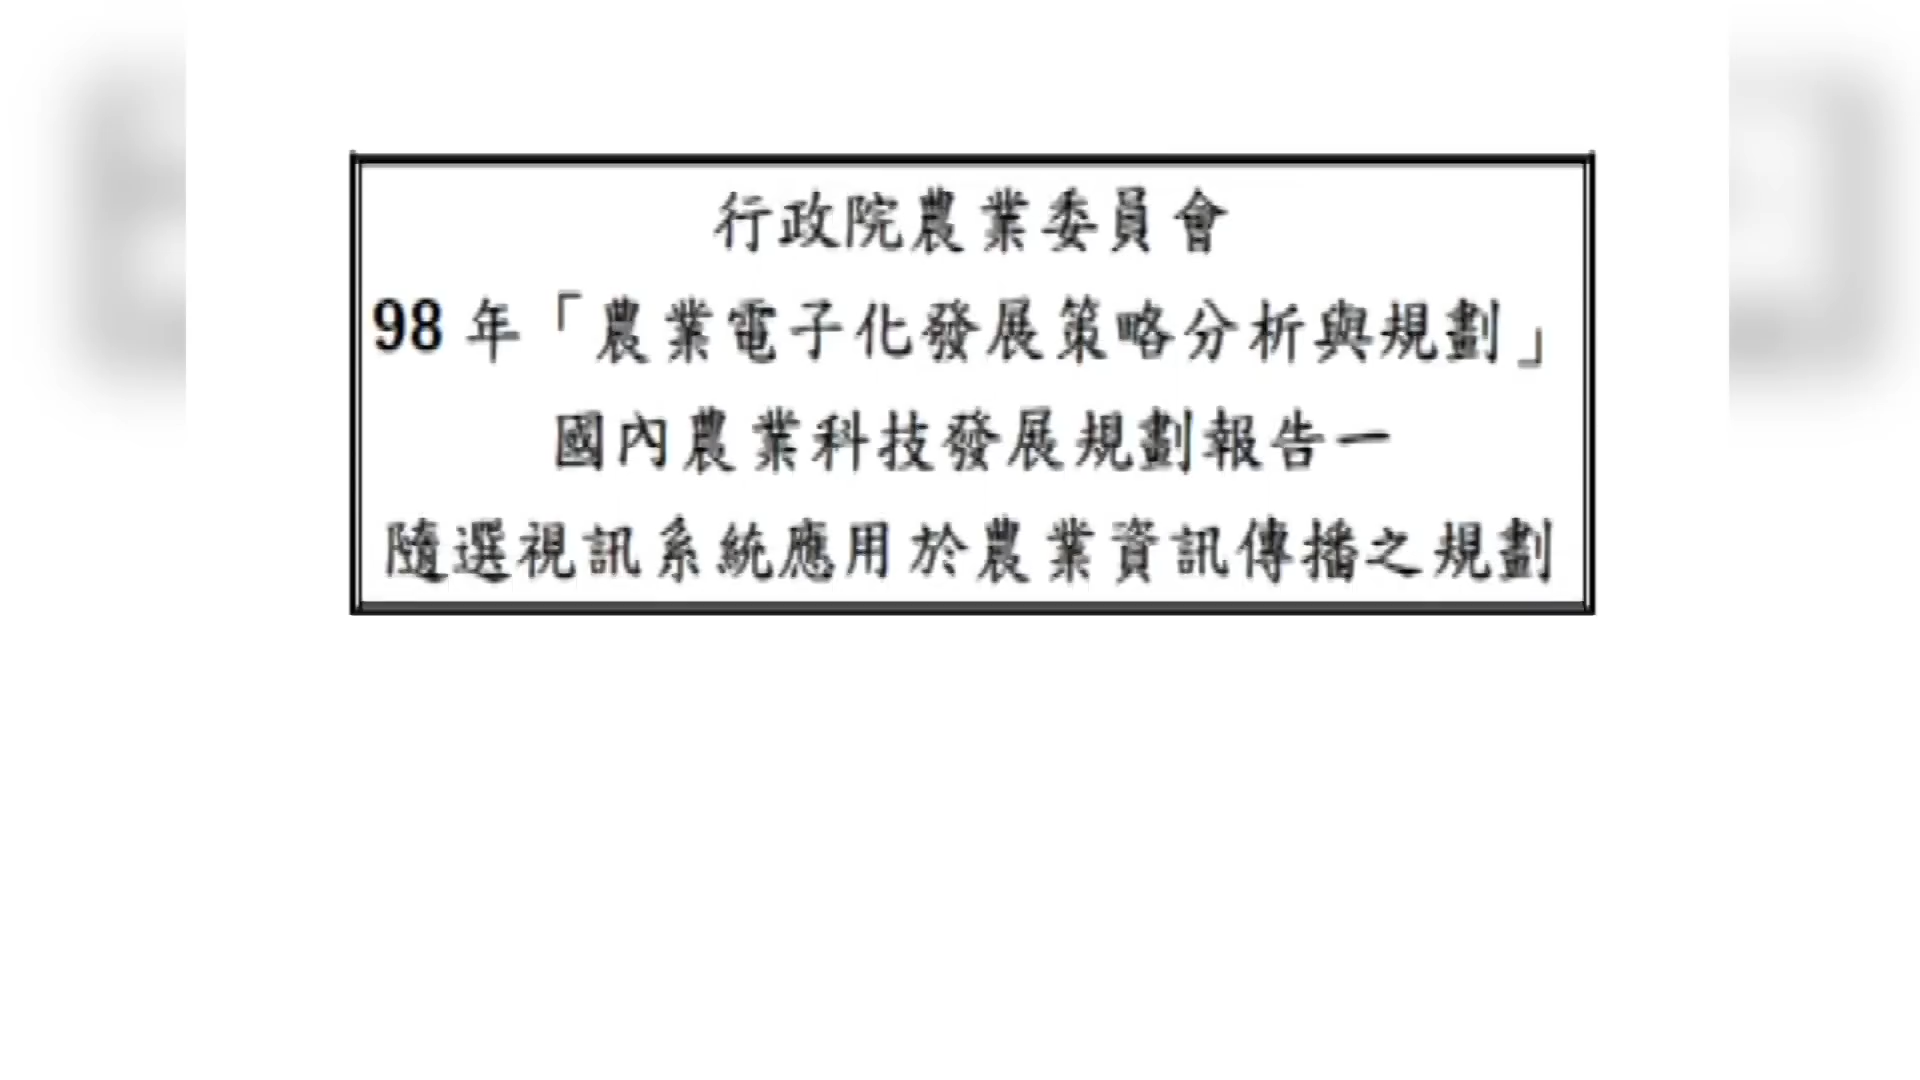 行政院農業委員會
98 年「農業電子化發展策略分析與規劃」
國內農業科技發展規劃報告一
隨選視訊系統應用於農業資訊傳播之規劃